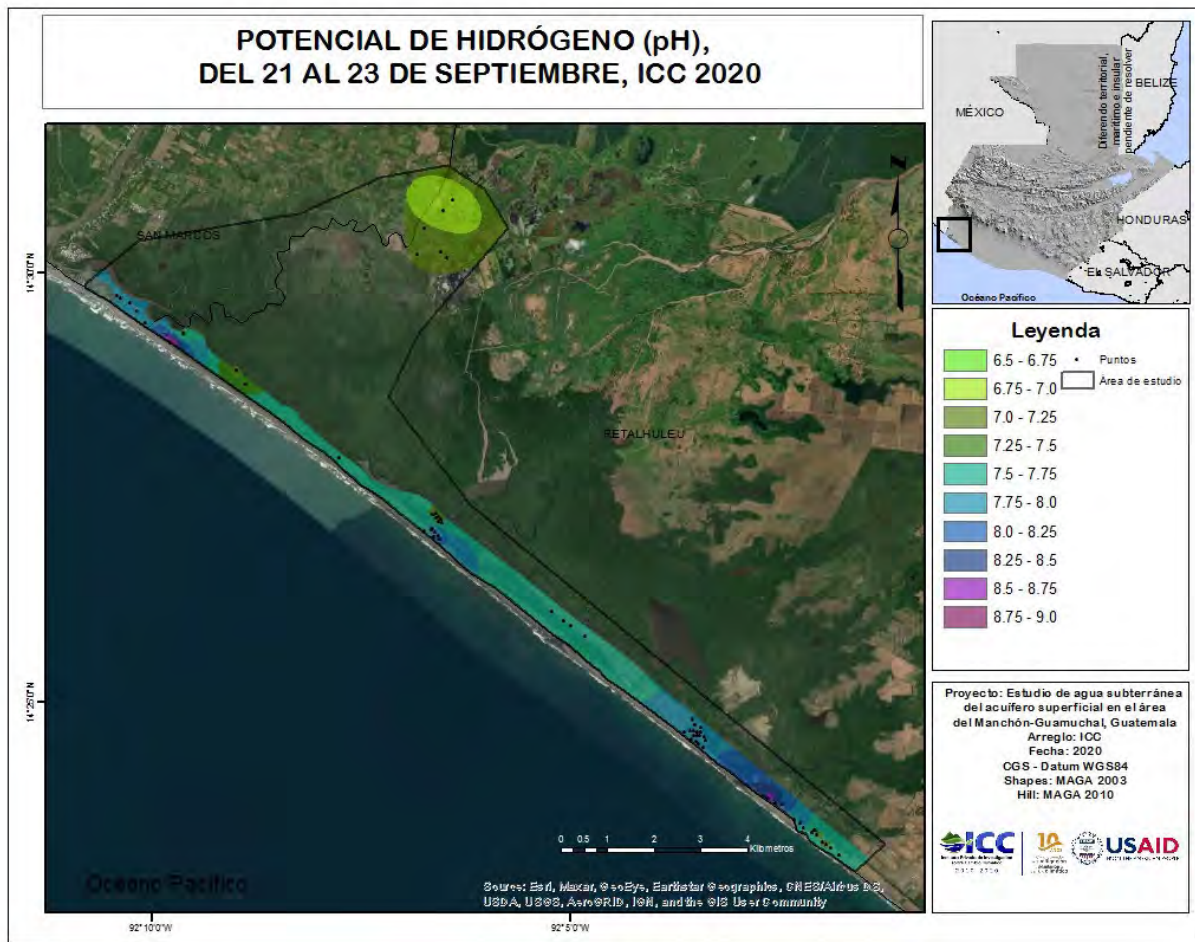 POTENCIAL DE HIDRÓGENO (pH),
DEL 21 AL 23 DE SEPTIEMBRE, ICC 2020
SAN MARCOS
RETALHULEU
Océano Pacífico
0 0.5 1 2 3 4
Kilómetros
Source: Esri, Maxar, GeoEye, Earthstar Geographics, CNES/Airbus DS,
USDA, USGS, AeroGRID, IGN, and the GIS User Community
14°30'0"N
14°25'0"N
92°10'0"W
92°5'0"W
MÉXICO
BELIZE
Diferendo territorial,
marítimo e insular
pendiente de resolver
HONDURAS
EL SALVADOR
Océano Pacífico
Leyenda
6.5 - 6.75
6.75 - 7.0
7.0 - 7.25
7.25 - 7.5
7.5 - 7.75
7.75 - 8.0
8.0 - 8.25
8.25 - 8.5
8.5 - 8.75
8.75 - 9.0
Puntos
Área de estudio
Proyecto: Estudio de agua subterránea
del acuífero superficial en el área
del Manchón-Guamuchal, Guatemala
Arreglo: ICC
Fecha: 2020
CGS - Datum WGS84
Shapes: MAGA 2003
Hill: MAGA 2010
ICC
2010-2020
10
USAID